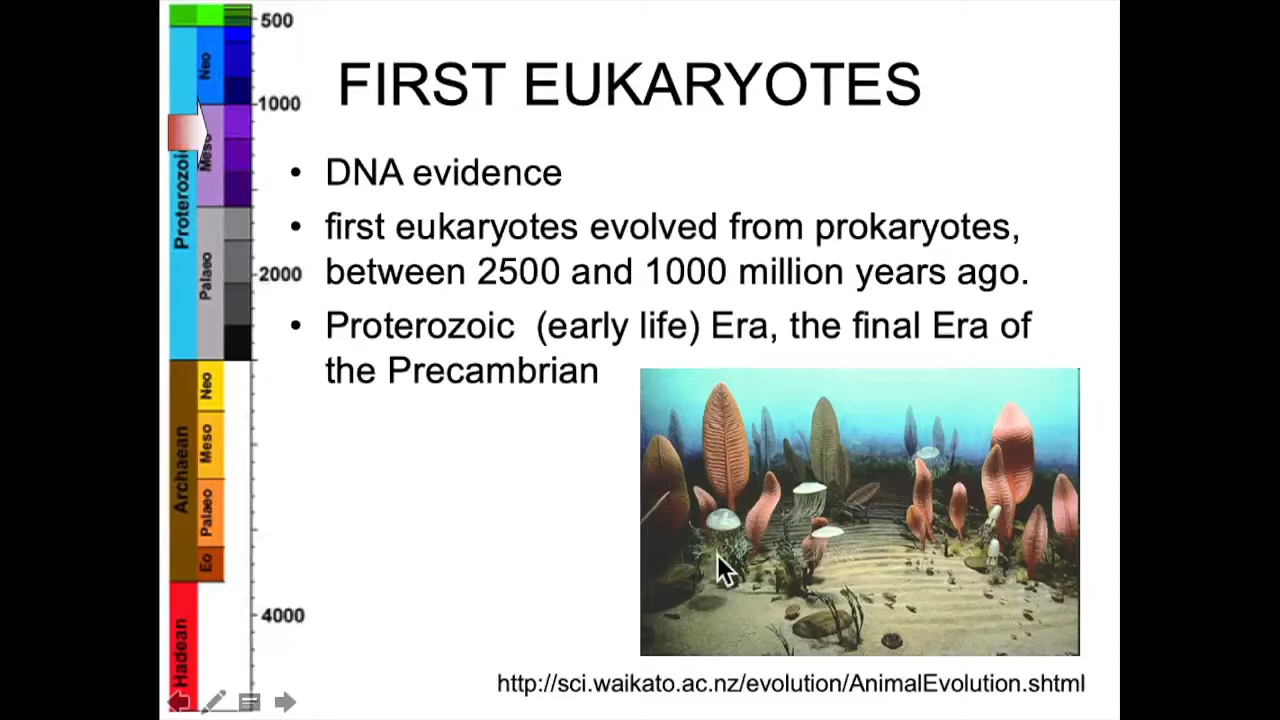 FIRST EUKARYOTES
• DNA evidence
• first eukaryotes evolved from prokaryotes,
between 2500 and 1000 million years ago.
• Proterozoic (early life) Era, the final Era of
the Precambrian
http://sci.waikato.ac.nz/evolution/AnimalEvolution.shtml
500
1000
2000
4000
Proterozoic
Neo
Meso
Palaeo
Archaean
Neo
Meso
Palaeo
Eo
Hadean